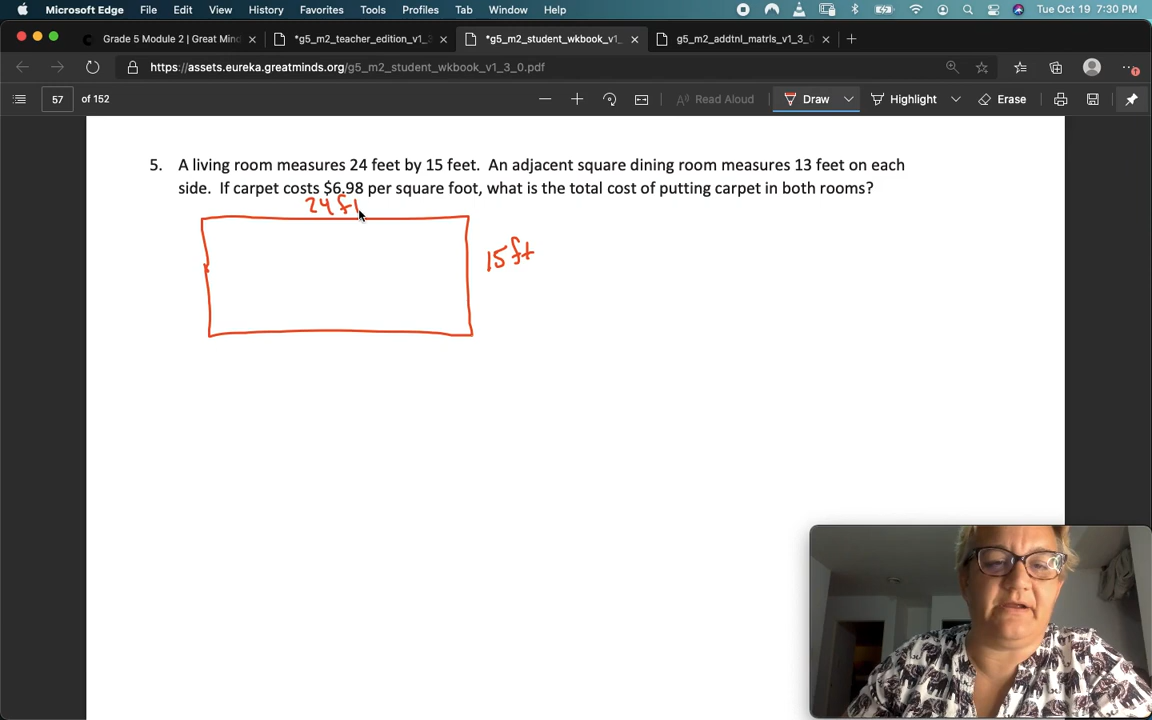 Microsoft Edge File Edit View History Favorites Tools Profiles Tab Window Help Tue Oct 19 7:30 PM
Grade 5 Module 2 | Great Min *g5_m2_teacher_edition_v1_3 *g5_m2_student_wkbook_v1_ g5_m2_addtnl_matrls_v1_3_0
https://assets.eureka.greatminds.org/g5_m2_student_wkbook_v1_3_0.pdf
57 of 152 Read Aloud Draw Highlight Erase
5. A living room measures 24 feet by 15 feet. An adjacent square dining room measures 13 feet on each
side. If carpet costs $6.98 per square foot, what is the total cost of putting carpet in both rooms?
24 ft
15 ft